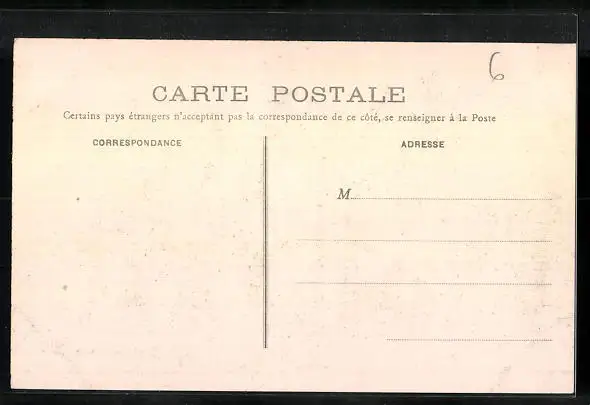 6
CARTE POSTALE
Certains pays étrangers n'acceptant pas la correspondance de ce côté, se renseigner à la Poste
CORRESPONDANCE
ADRESSE
M